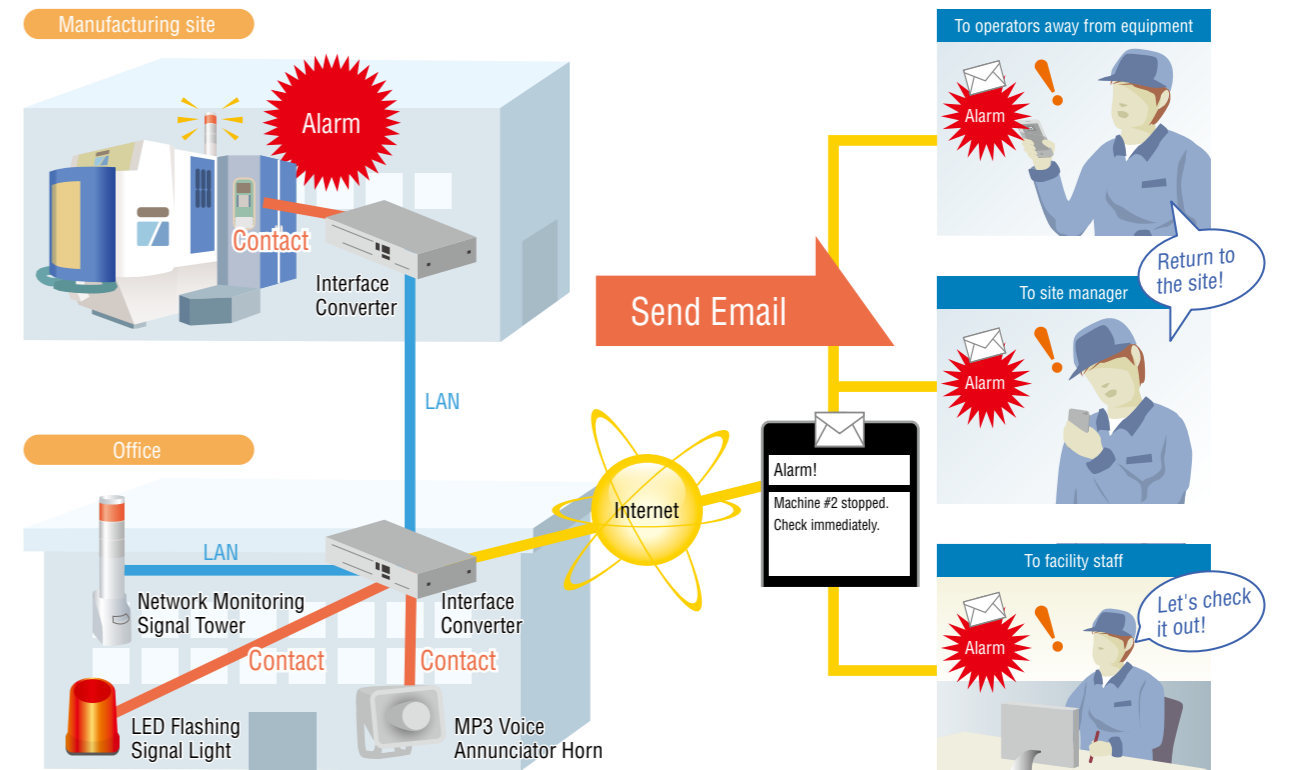 Manufacturing site
Alarm
Contact
Interface
Converter
LAN
Office
LAN
Network Monitoring
Signal Tower
Interface
Converter
Contact
Contact
LED Flashing
Signal Light
MP3 Voice
Annunciator Horn
Internet
Send Email
Alarm!
Machine #2 stopped.
Check immediately.
To operators away from equipment
Alarm
Return to
the site!
To site manager
Alarm
To facility staff
Alarm
Let's check
it out!